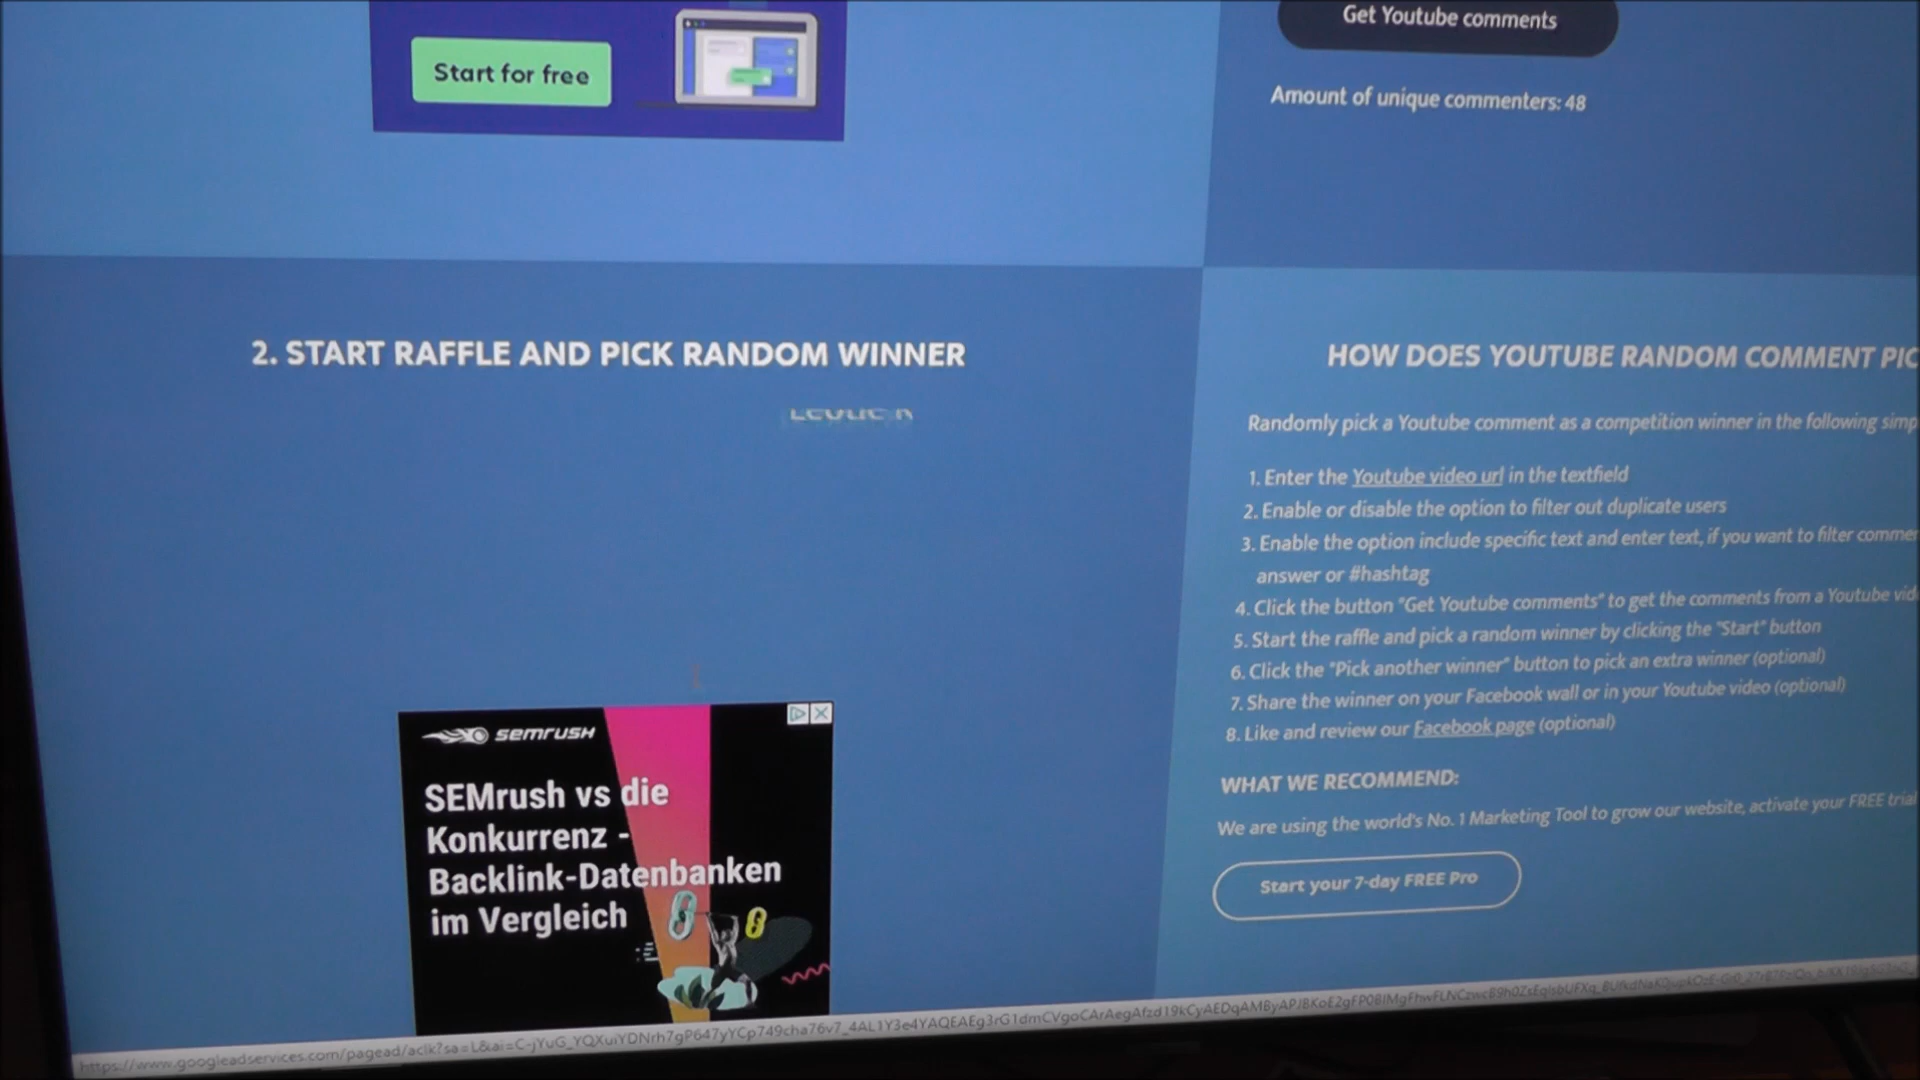 Start for free
Get Youtube comments
Amount of unique commenters: 48
2. START RAFFLE AND PICK RANDOM WINNER
HOW DOES YOUTUBE RANDOM COMMENT PIC
Randomly pick a Youtube comment as a competition winner in the following simp
1. Enter the Youtube video url in the textfield
2. Enable or disable the option to filter out duplicate users
3. Enable the option include specific text and enter text, if you want to filter commen
answer or #hashtag
4. Click the button "Get Youtube comments" to get the comments from a Youtube vid
5. Start the raffle and pick a random winner by clicking the "Start" button
6. Click the "Pick another winner" button to pick an extra winner (optional)
7. Share the winner on your Facebook wall or in your Youtube video (optional)
8. Like and review our Facebook page (optional)
WHAT WE RECOMMEND:
We are using the world's No. 1 Marketing Tool to grow our website, activate your FREE trial
Start your 7-day FREE Pro
semrush
SEMrush vs die
Konkurrenz -
Backlink-Datenbanken
im Vergleich